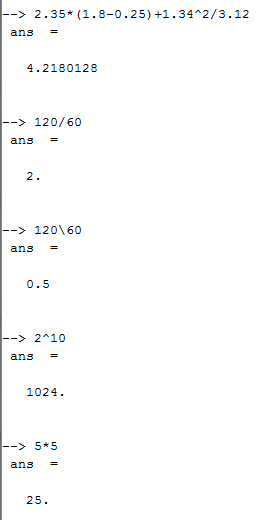 --> 2.35*(1.8-0.25)+1.34^2/3.12
ans  =
4.2180128
--> 120/60
ans  =
2.
--> 120\60
ans  =
0.5
--> 2^10
ans  =
1024.
--> 5*5
ans  =
25.